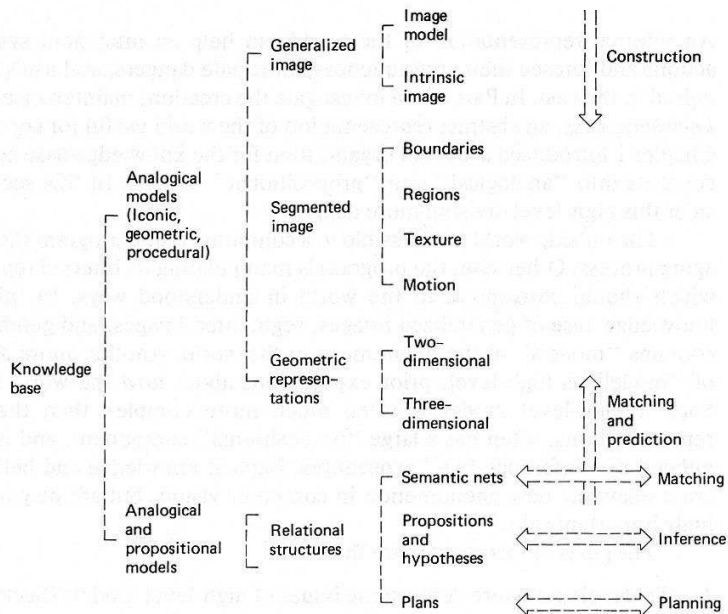 Image
model
Generalized
image
Construction
Intrinsic
image
Boundaries
Analogical
models
(Iconic,
geometric,
procedural)
Regions
Segmented
image
Texture
Motion
Two–
dimensional
Geometric
represen-
tations
Knowledge
base
Three–
dimensional
Matching
and
prediction
Semantic nets
Matching
Analogical
and
propositional
models
Relational
structures
Propositions
and
hypotheses
Inference
Plans
Planning